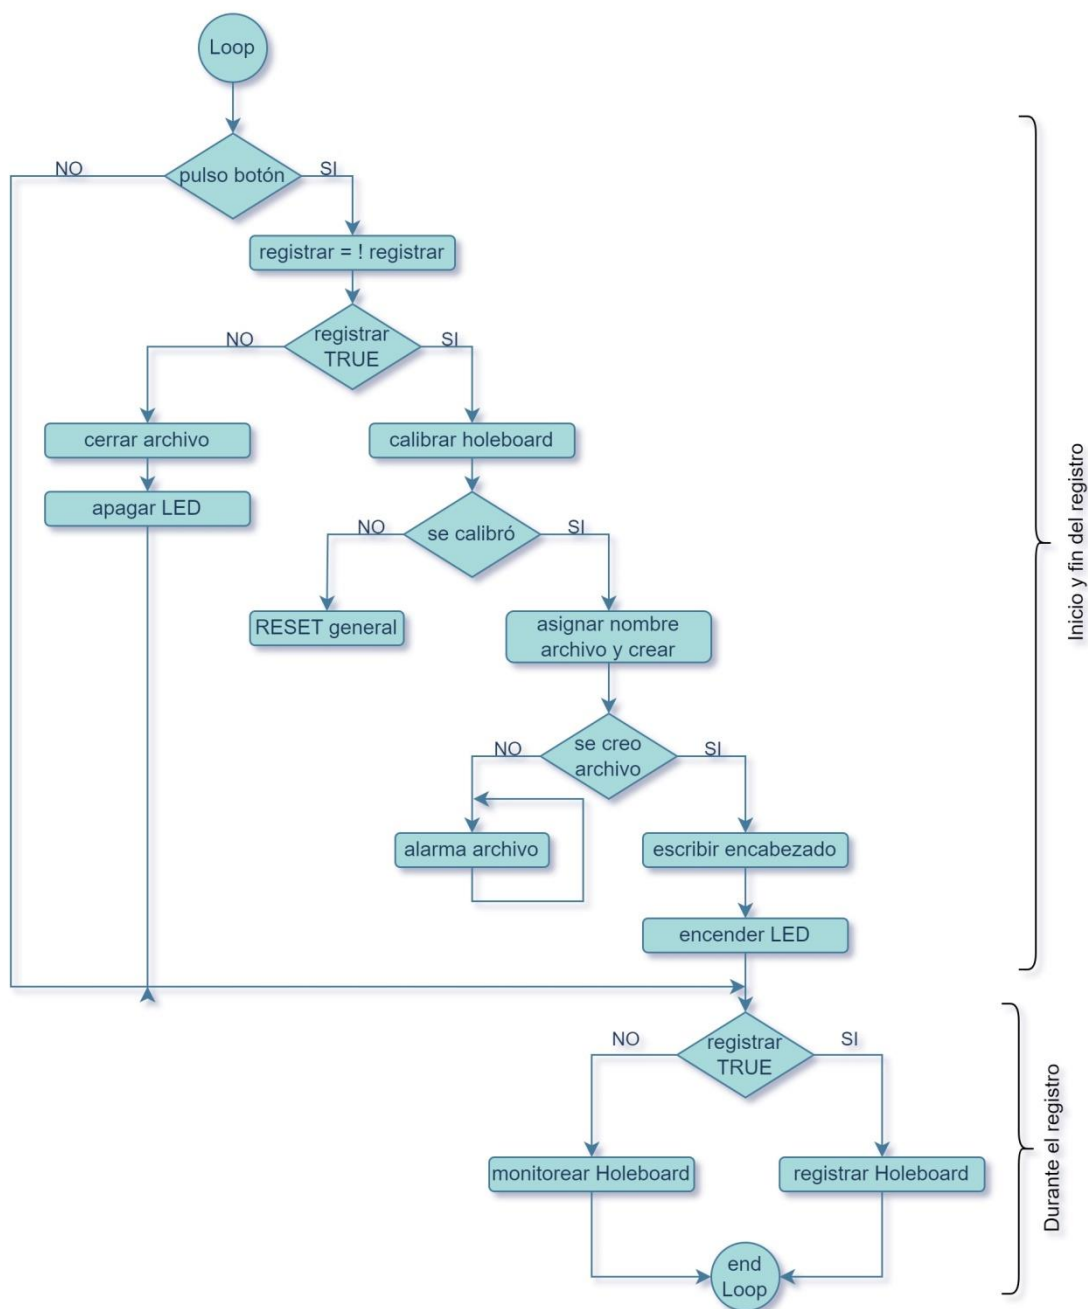 Loop
NO
pulso botón
SI
registrar = ! registrar
NO
registrar
TRUE
SI
cerrar archivo
calibrar holeboard
apagar LED
NO
se calibró
SI
RESET general
asignar nombre
archivo y crear
NO
se creo
archivo
SI
alarma archivo
escribir encabezado
encender LED
Inicio y fin del registro
NO
registrar
TRUE
SI
monitorear Holeboard
registrar Holeboard
end
Loop
Durante el registro